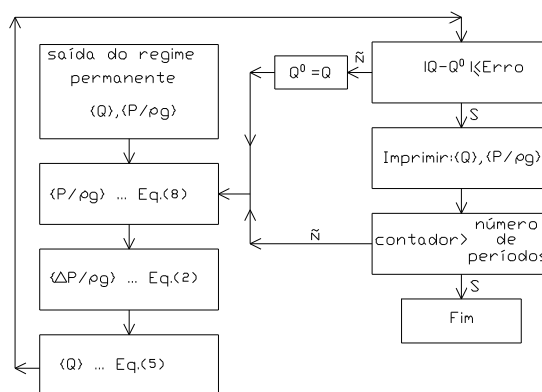 saída do regime
permanente
{Q},{P/ρg}
{P/ρg} ... Eq.(8)
{ΔP/ρg} ... Eq.(2)
{Q} ... Eq.(5)
Q⁰ =Q
ñ
|Q-Q⁰ |≤Erro
S
Imprimir:{Q},{P/ρg}
contador> número
de
períodos
ñ
S
Fim